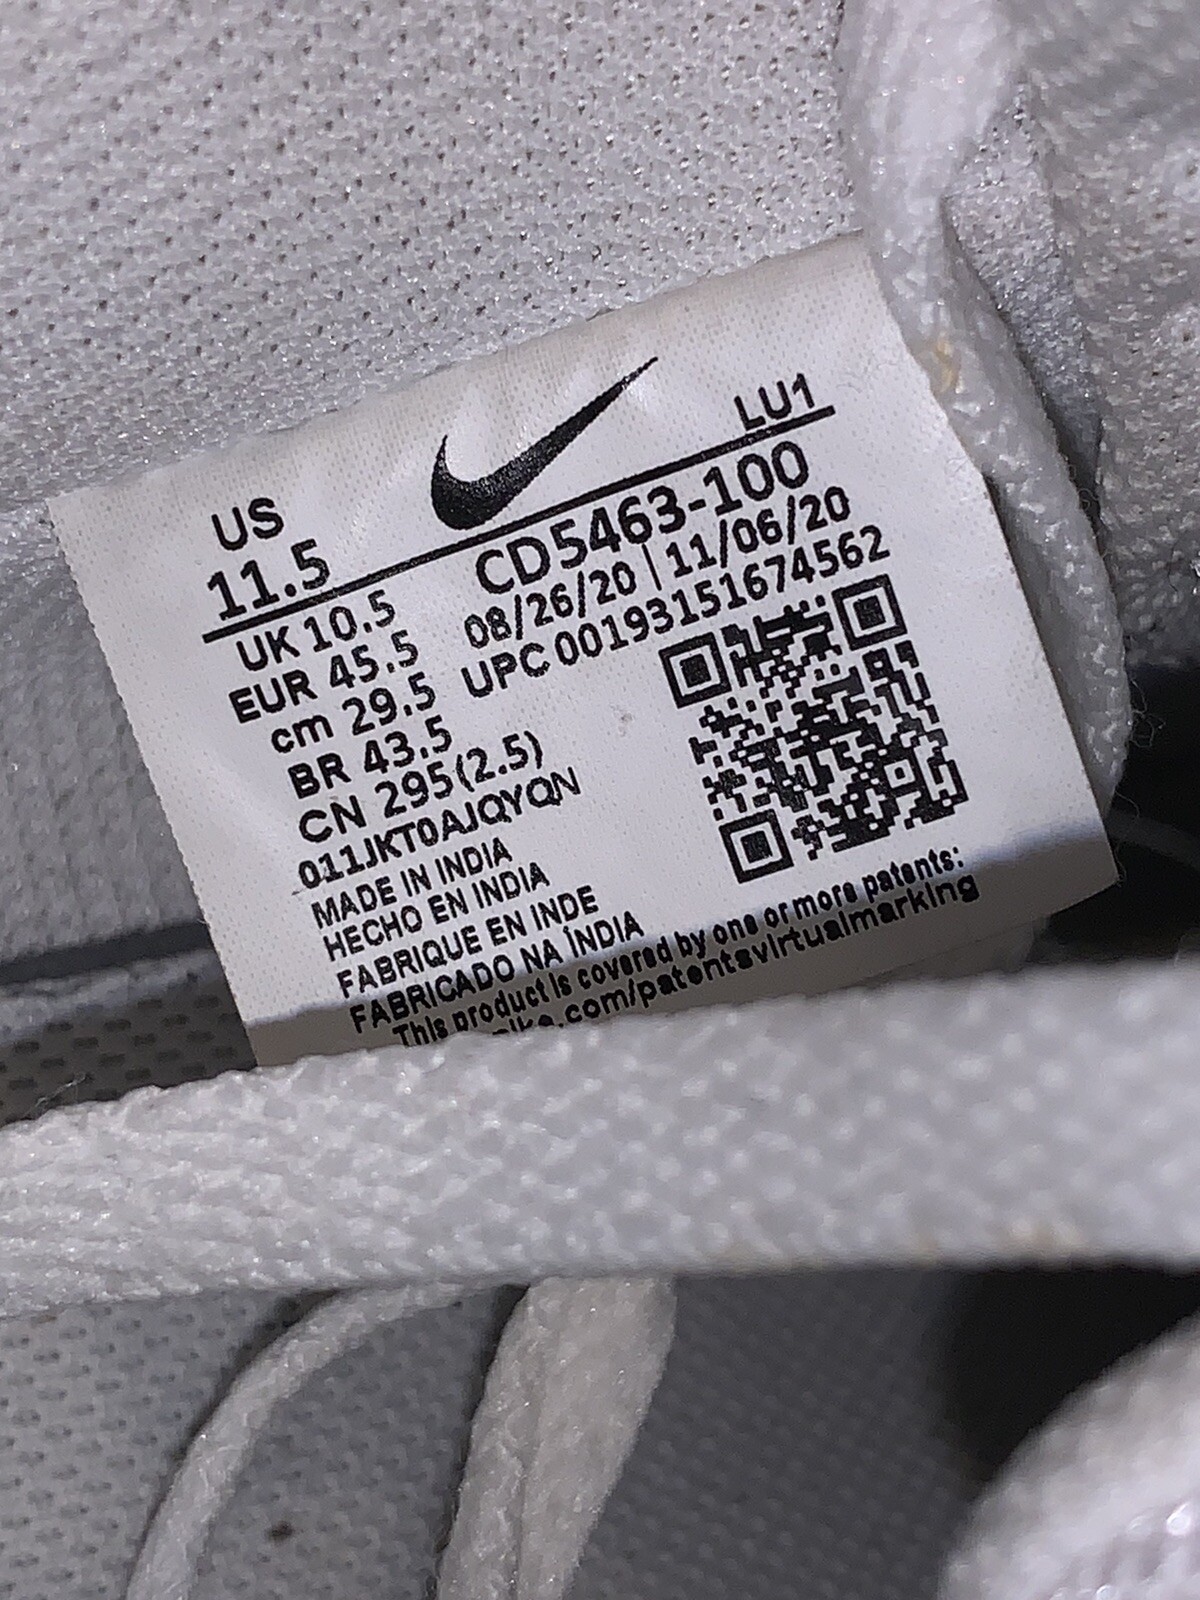 LU1
US
11.5
CD5463-100
UK 10.5
08/26/20 | 11/06/20
EUR 45.5
UPC 00193151674562
cm 29.5
BR 43.5
CN 295(2.5)
011JKT0AJQYQN
MADE IN INDIA
HECHO EN INDIA
FABRIQUE EN INDE
FABRICADO NA ÍNDIA
This product is covered by one or more patents:
nike.com/patentsvirtualmarking